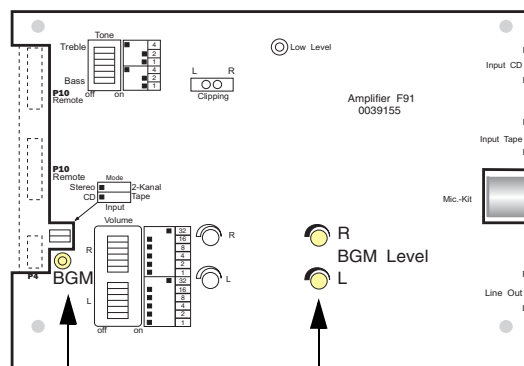 Tone
Treble
Bass
off on
4
2
1
4
2
1
Low Level
L R
Clipping
Amplifier F91
0039155
Input CD
Input Tape
Mic.-Kit
Line Out
P10
Remote
P10
Remote
Mode
Stereo 2-Kanal
CD Tape
Input
Volume
R
L
off on
32
16
8
4
2
1
32
16
8
4
2
1
R
L
P4
BGM
R
BGM Level
L